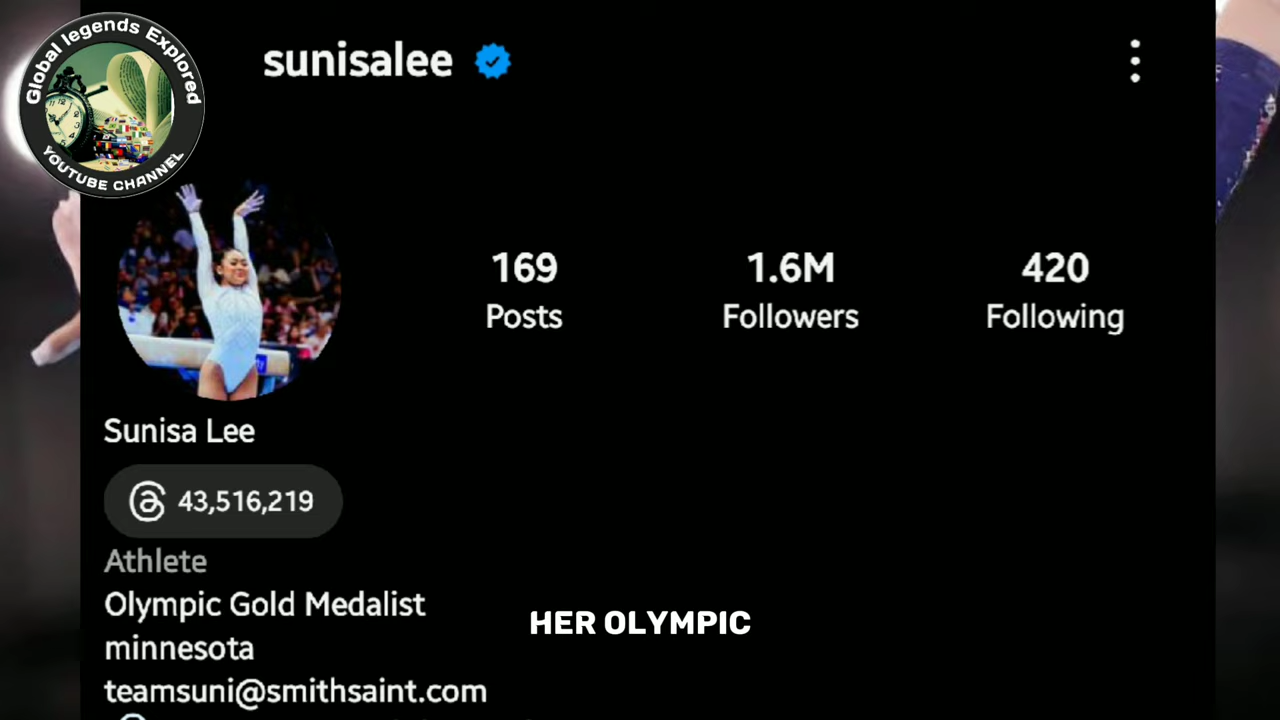 Global legends Explored
YOUTUBE CHANNEL
sunisalee
169
Posts
1.6M
Followers
420
Following
Sunisa Lee
43,516,219
Athlete
Olympic Gold Medalist
minnesota
teamsuni@smithsaint.com
HER OLYMPIC